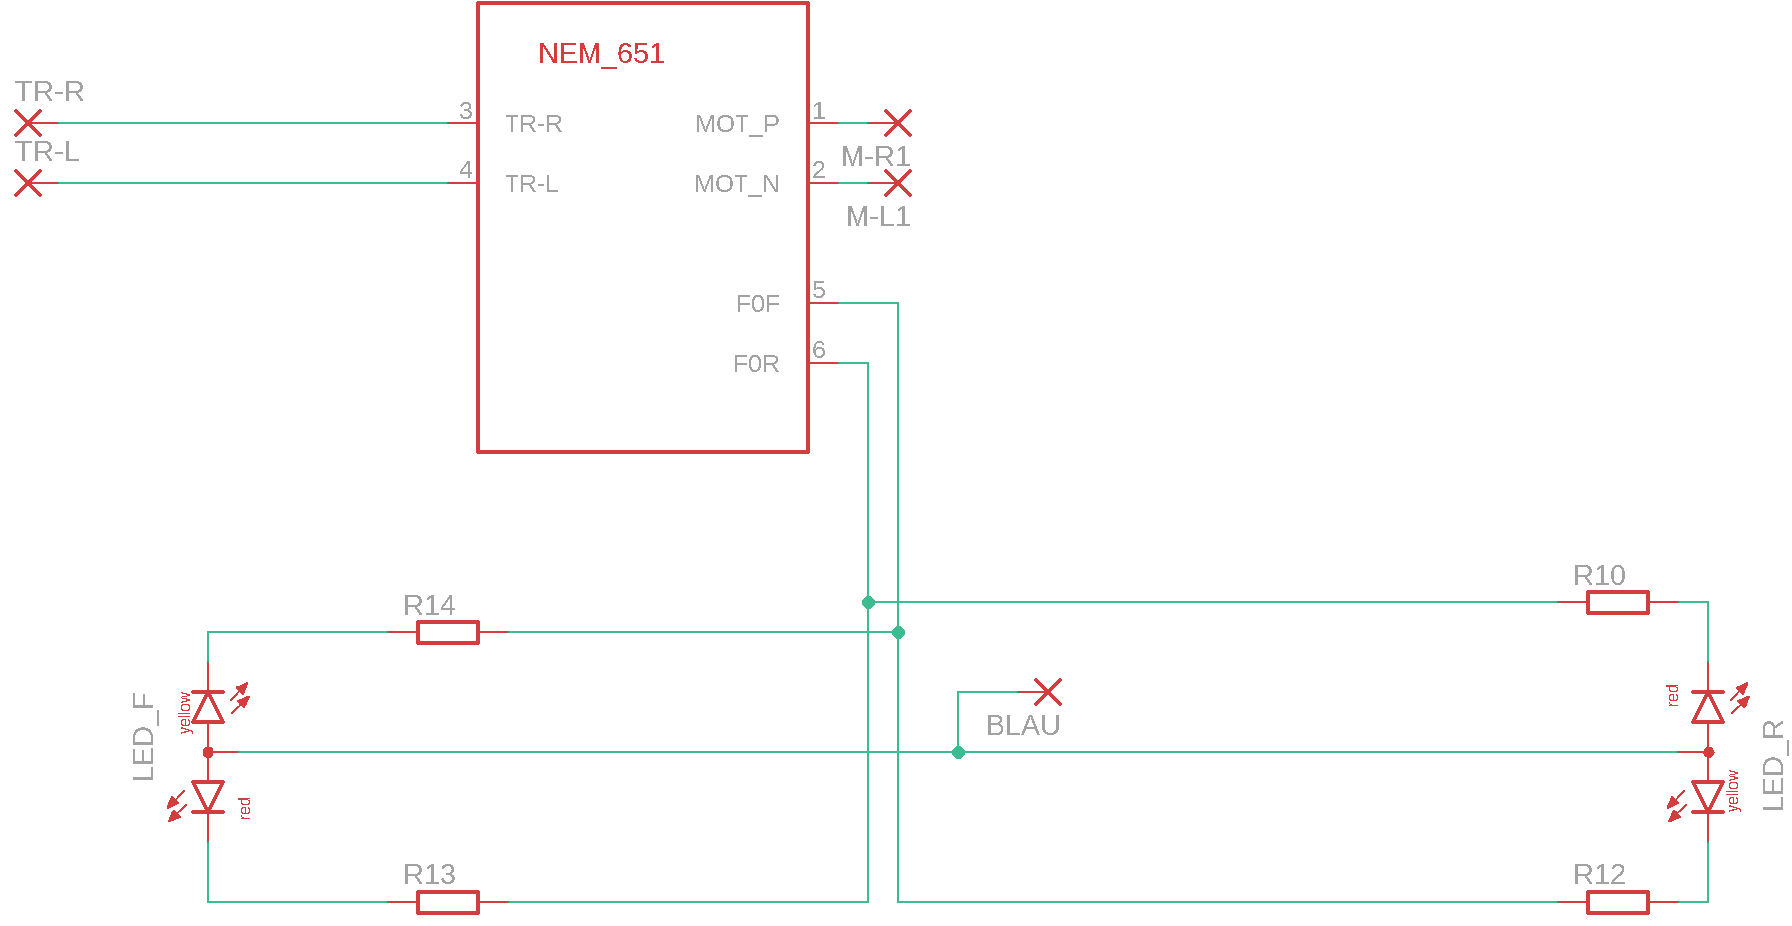 NEM_651
TR-R
3
TR-R
MOT_P
1
M-R1
TR-L
4
TR-L
MOT_N
2
M-L1
F0F
5
F0R
6
R10
R14
LED_F
yellow
red
BLAU
red
yellow
LED_R
R13
R12